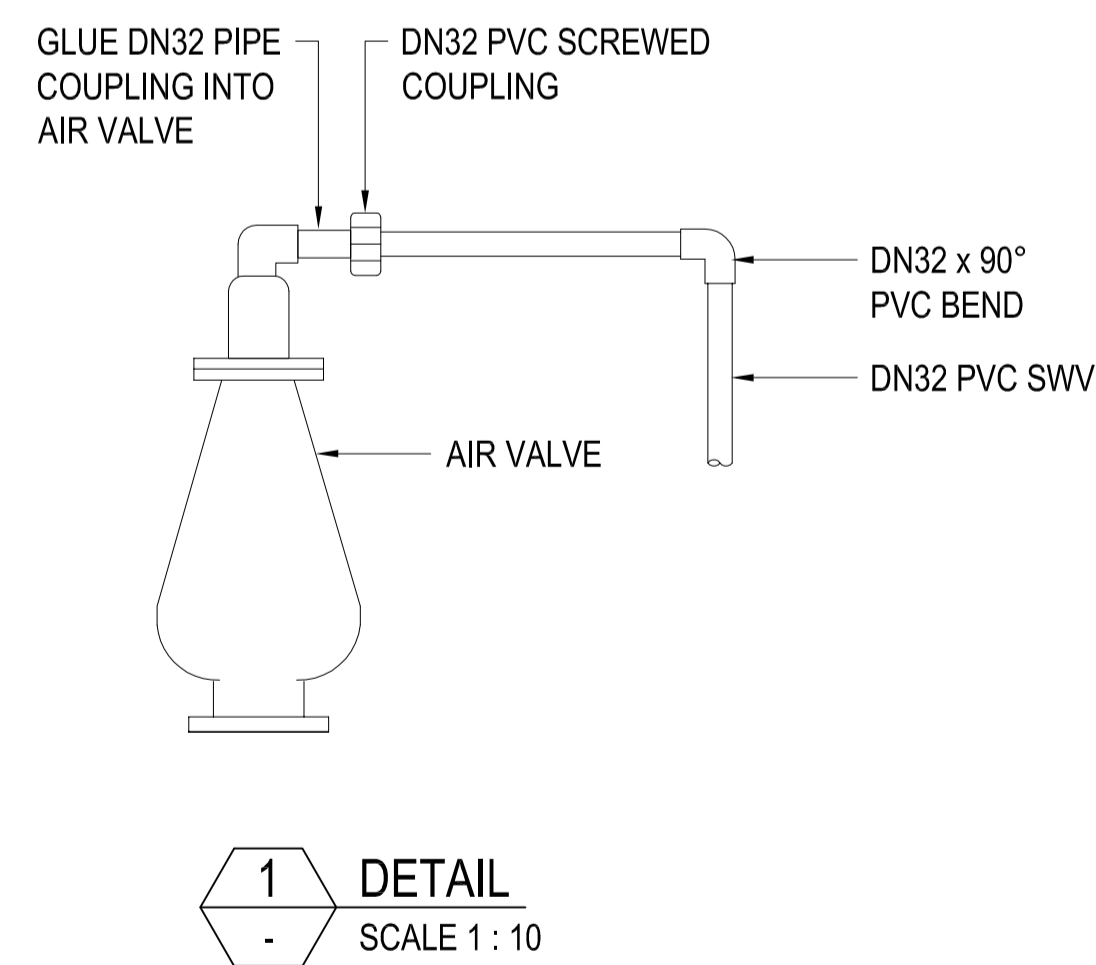 GLUE DN32 PIPE
COUPLING INTO
AIR VALVE
DN32 PVC SCREWED
COUPLING
DN32 x 90°
PVC BEND
DN32 PVC SWV
AIR VALVE
1
-
DETAIL
SCALE 1 : 10